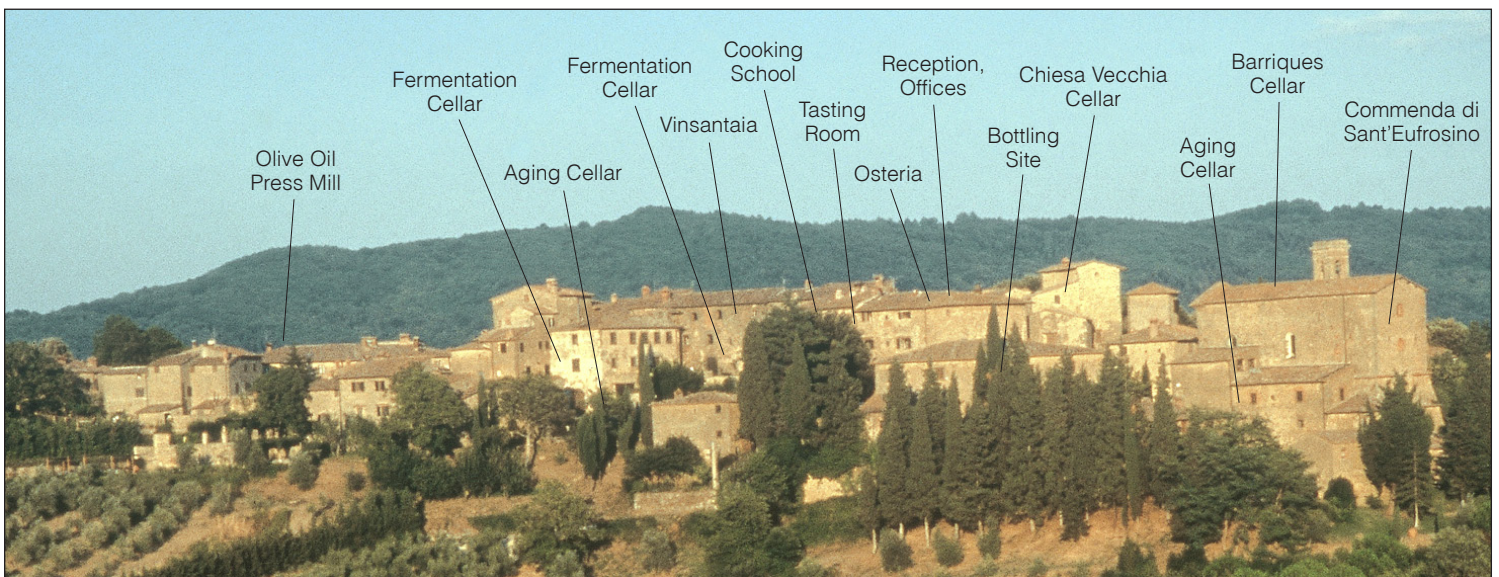 Olive Oil
Press Mill
Fermentation
Cellar
Aging Cellar
Fermentation
Cellar
Vinsantaia
Cooking
School
Tasting
Room
Osteria
Reception,
Offices
Bottling
Site
Chiesa Vecchia
Cellar
Aging
Cellar
Barriques
Cellar
Commenda di
Sant'Eufrosino